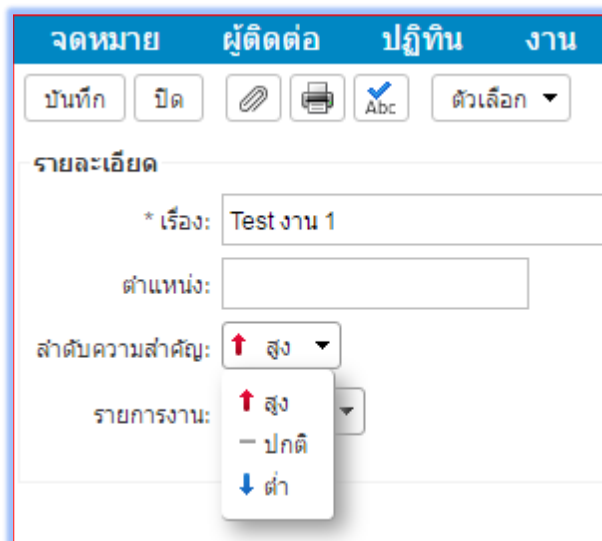 จดหมาย ผู้ติดต่อ ปฏิทิน งาน
บันทึก ปิด Abc ตัวเลือก
รายละเอียด
* เรื่อง: Test งาน 1
ตำแหน่ง:
ลำดับความสำคัญ: สูง
สูง
รายการงาน:
ปกติ
ต่ำ